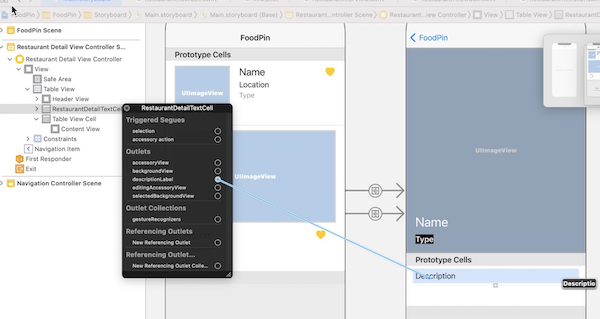 FoodPin
Storyboard
Main.storyboard
Main.storyboard (Base)
Restaurant...ntroller Scene
Restaurant...iew Controller
View
Table View
FoodPin Scene
Restaurant Detail View Controller S...
Restaurant Detail View Controller
View
Safe Area
Table View
Header View
RestaurantDetailTextCell
Table View Cell
Content View
Constraints
Navigation Item
First Responder
Exit
Navigation Controller Scene
RestaurantDetailTextCell
Triggered Segues
selection
accessory action
Outlets
accessoryView
backgroundView
descriptionLabel
editingAccessoryView
selectedBackgroundView
Outlet Collections
gestureRecognizers
Referencing Outlets
New Referencing Outlet
Referencing Outlet...
New Referencing Outlet Colle...
FoodPin
Prototype Cells
UIImageView
Name
Location
Type
UIImageView
FoodPin
UIImageView
Name
Type
Prototype Cells
Description
Descriptio